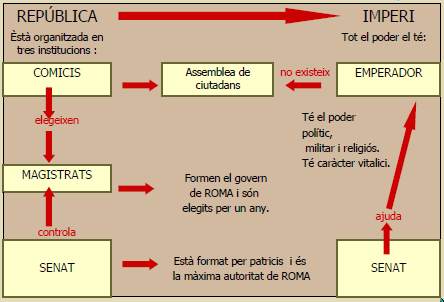 REPÚBLICA
IMPERI
Èstà organitzada en
tres institucions :
Tot el poder el té:
COMICIS
Assemblea de
ciutadans
no existeix
EMPERADOR
elegeixen
Té el poder
polític,
militar i religiós.
Té caràcter vitalici.
MAGISTRATS
Formen el govern
de ROMA i són
elegits per un any.
controla
ajuda
SENAT
Està format per patricis i és
la màxima autoritat de ROMA
SENAT